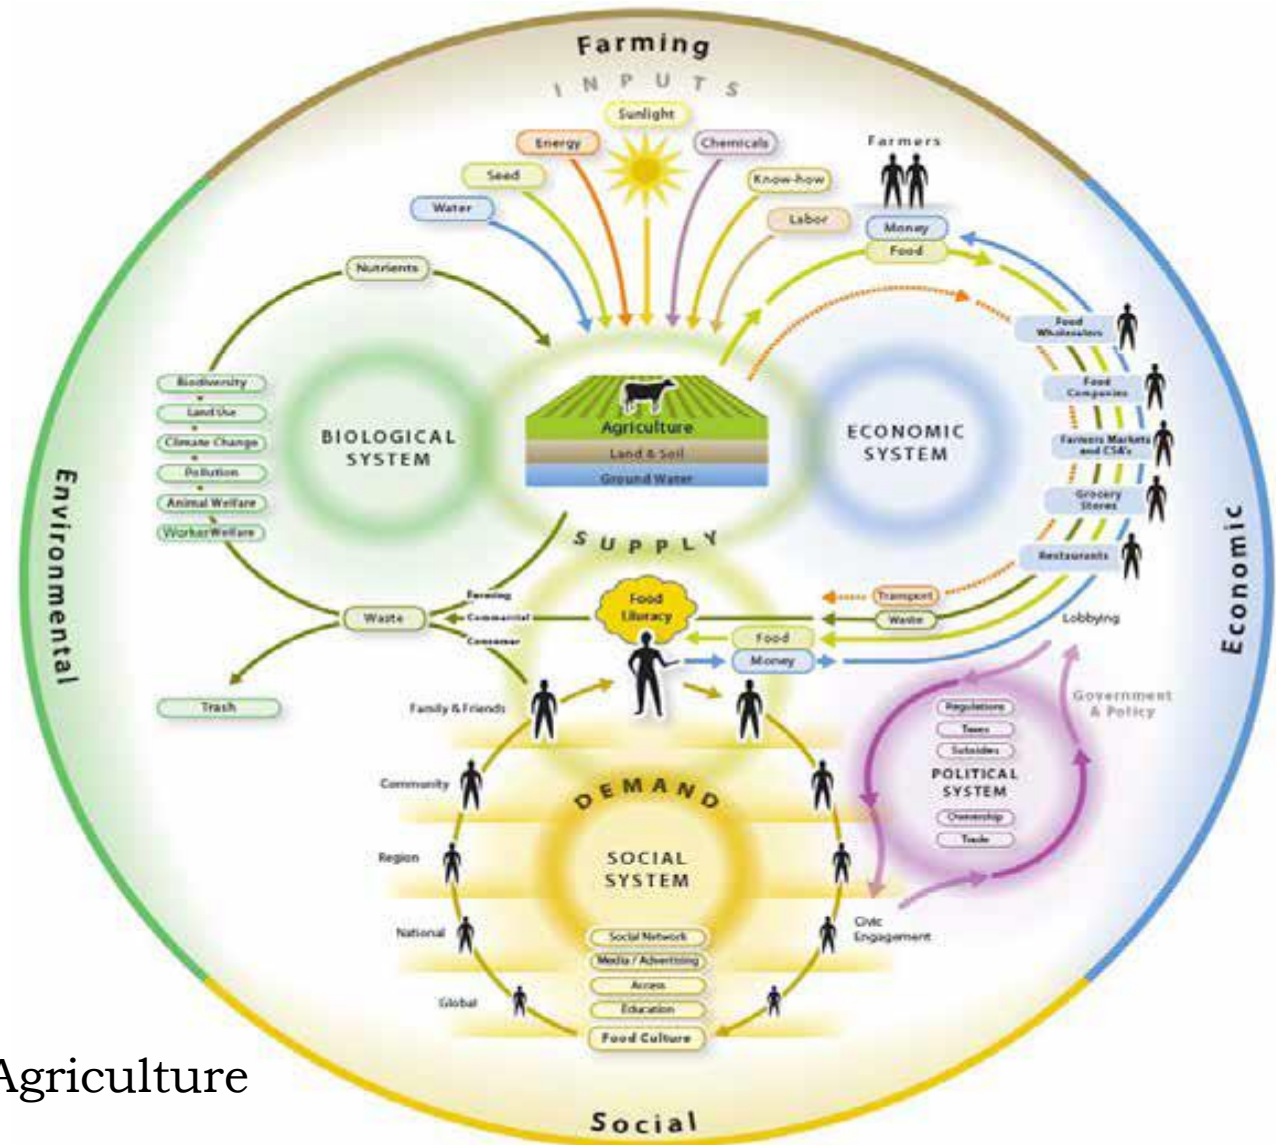 Farming
INPUTS
Sunlight
Energy
Chemicals
Seed
Know-how
Water
Labor
Farmers
Money
Food
Nutrients
Food
Wholesalers
Biodiversity
Land Use
Climate Change
Pollution
Animal Welfare
Worker Welfare
BIOLOGICAL
SYSTEM
Agriculture
Land & Soil
Ground Water
ECONOMIC
SYSTEM
Food
Companies
Farmers Markets
and CSA's
Grocery
Stores
Restaurants
Environmental
Economic
SUPPLY
Farming
Commercial
Consumer
Waste
Food
Literacy
Transport
Waste
Food
Money
Lobbying
Trash
Family & Friends
Government
& Policy
Regulations
Taxes
Subsidies
POLITICAL
SYSTEM
Ownership
Trade
Community
DEMAND
Region
SOCIAL
SYSTEM
National
Civic
Engagement
Social Network
Media / Advertising
Access
Education
Food Culture
Global
Agriculture
Social